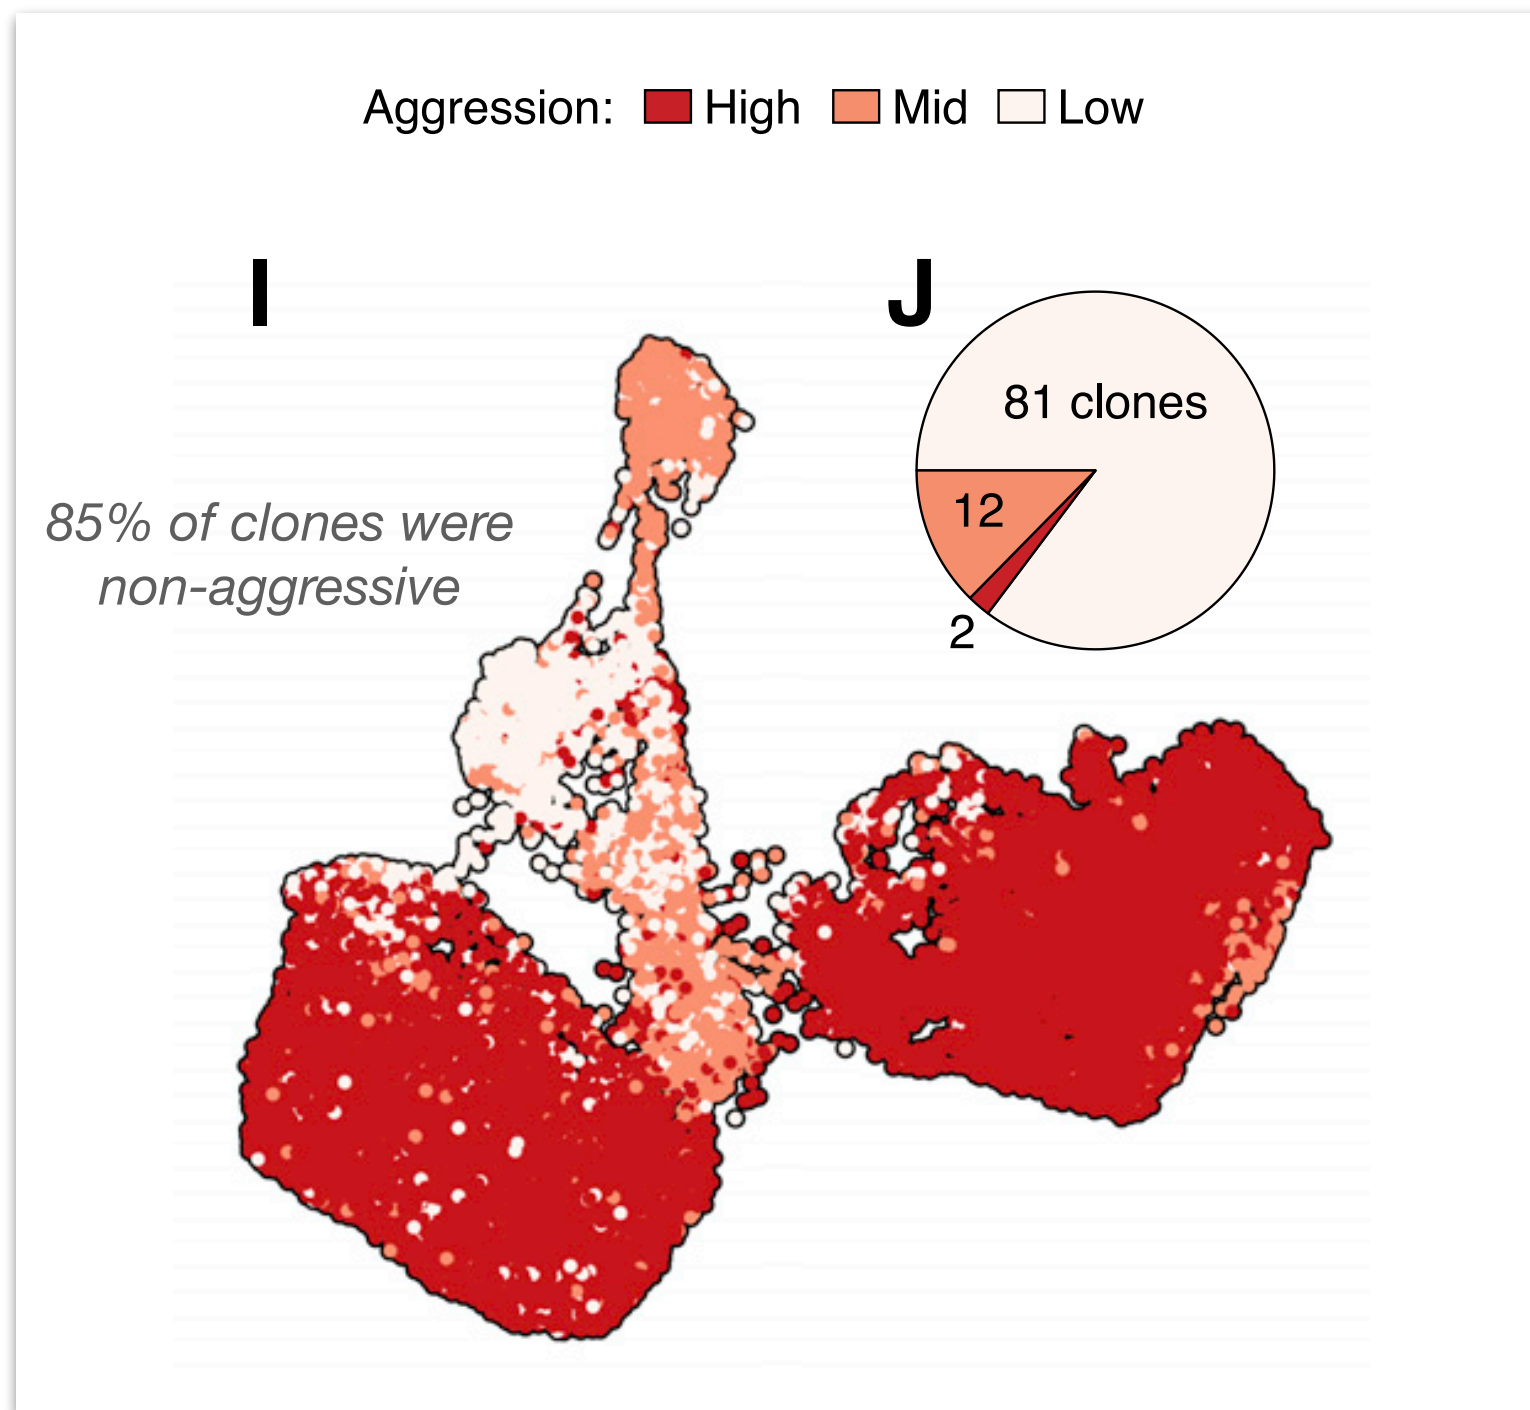 Aggression: High Mid Low
I
J
81 clones
12
2
85% of clones were
non-aggressive